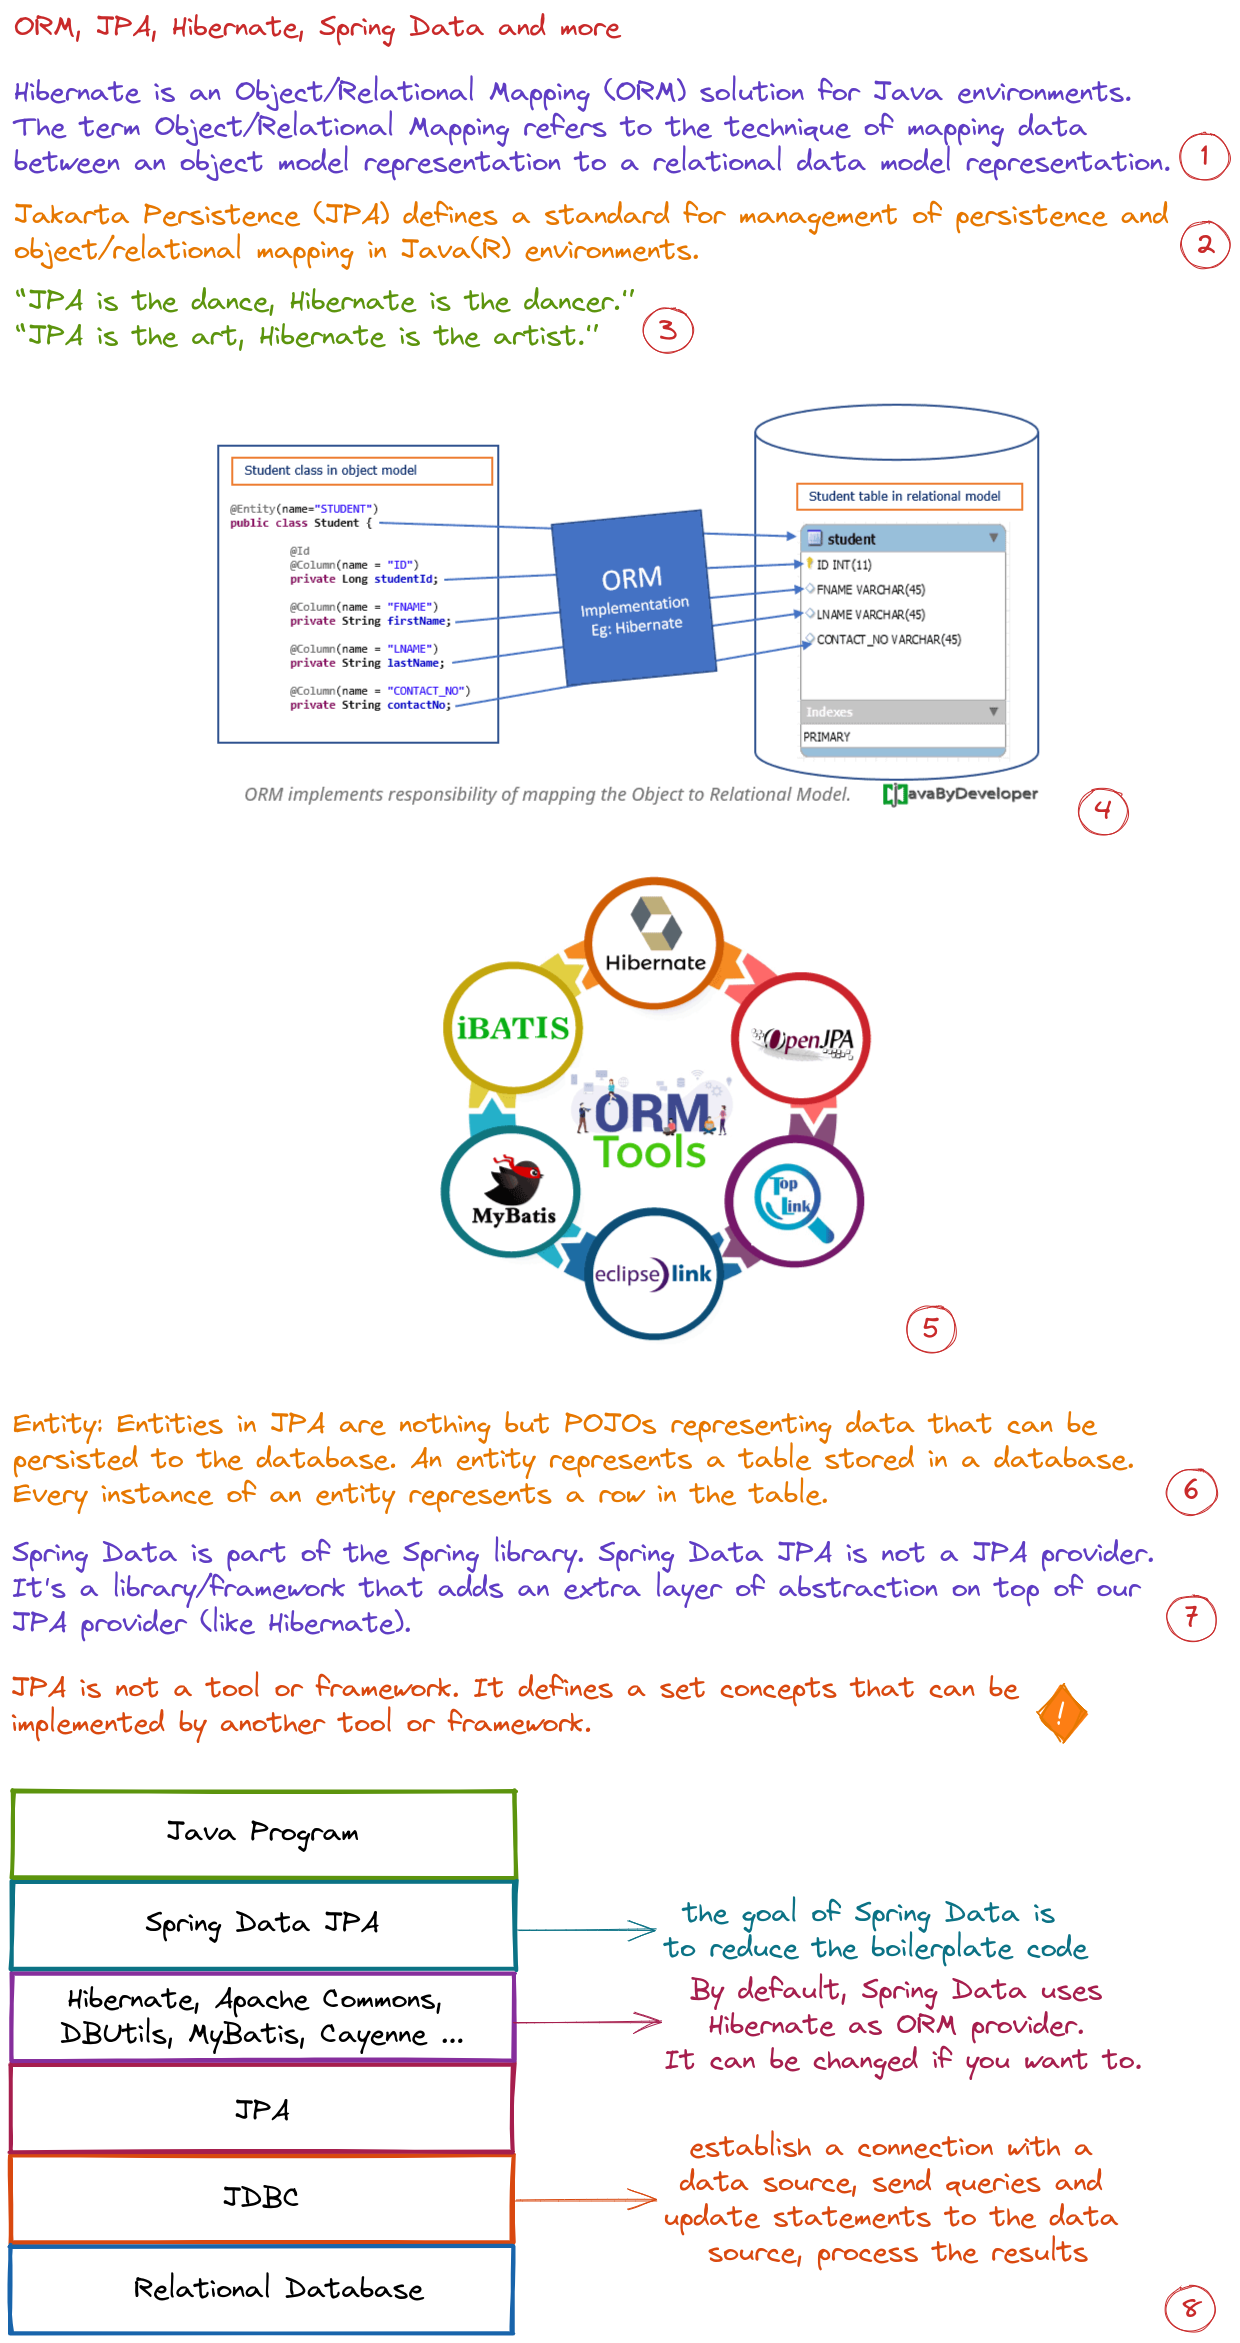 ORM, JPA, Hibernate, Spring Data and more
Hibernate is an Object/Relational Mapping (ORM) solution for Java environments.
The term Object/Relational Mapping refers to the technique of mapping data
between an object model representation to a relational data model representation.
1
Jakarta Persistence (JPA) defines a standard for management of persistence and
object/relational mapping in Java(R) environments.
2
"JPA is the dance, Hibernate is the dancer."
"JPA is the art, Hibernate is the artist."
3
Student class in object model
@Entity(name="STUDENT")
public class Student {
@Id
@Column(name = "ID")
private Long studentId;
@Column(name = "FNAME")
private String firstName;
@Column(name = "LNAME")
private String lastName;
@Column(name = "CONTACT_NO")
private String contactNo;
ORM
Implementation
Eg: Hibernate
Student table in relational model
student
ID INT(11)
FNAME VARCHAR(45)
LNAME VARCHAR(45)
CONTACT_NO VARCHAR(45)
Indexes
PRIMARY
ORM implements responsibility of mapping the Object to Relational Model.
JavaByDeveloper
4
Hibernate
iBATIS
OpenJPA
ORM
Tools
MyBatis
Top
Link
eclipse link
5
Entity: Entities in JPA are nothing but POJOs representing data that can be
persisted to the database. An entity represents a table stored in a database.
Every instance of an entity represents a row in the table.
6
Spring Data is part of the Spring library. Spring Data JPA is not a JPA provider.
It's a library/framework that adds an extra layer of abstraction on top of our
JPA provider (like Hibernate).
7
JPA is not a tool or framework. It defines a set concepts that can be
implemented by another tool or framework.
!
Java Program
Spring Data JPA
the goal of Spring Data is
to reduce the boilerplate code
Hibernate, Apache Commons,
DBUtils, MyBatis, Cayenne ...
By default, Spring Data uses
Hibernate as ORM provider.
It can be changed if you want to.
JPA
JDBC
establish a connection with a
data source, send queries and
update statements to the data
source, process the results
Relational Database
8